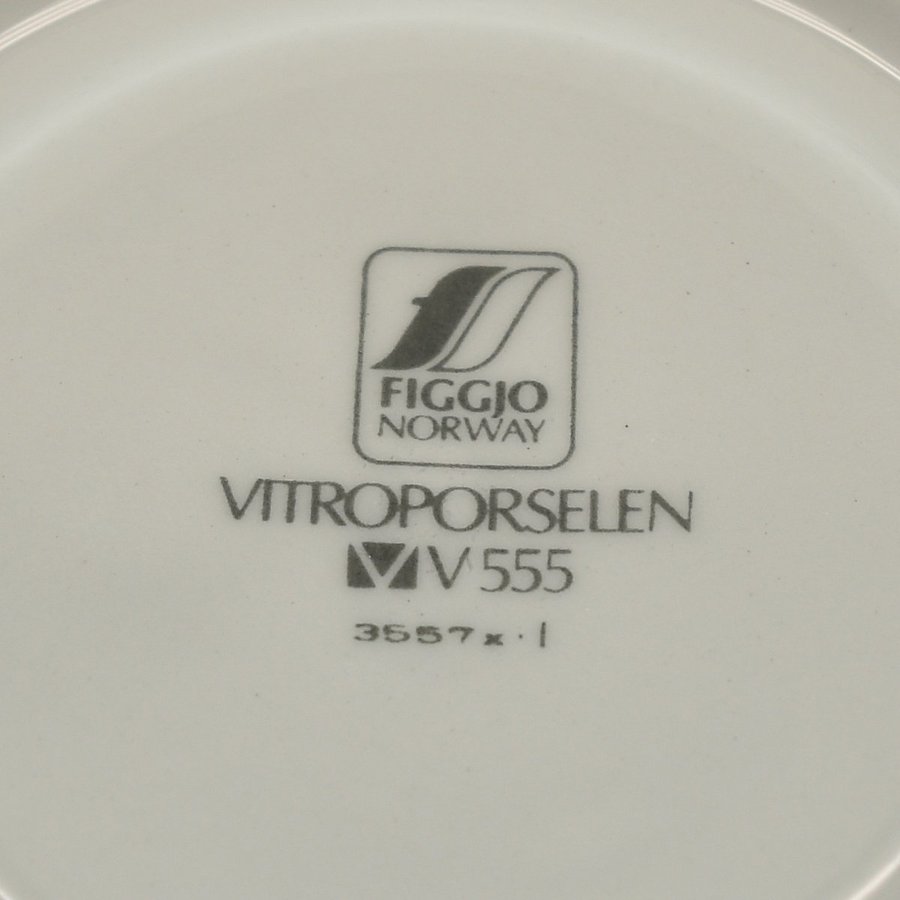 FIGGJO
NORWAY
VITROPORSELEN
V 555
3557x·1